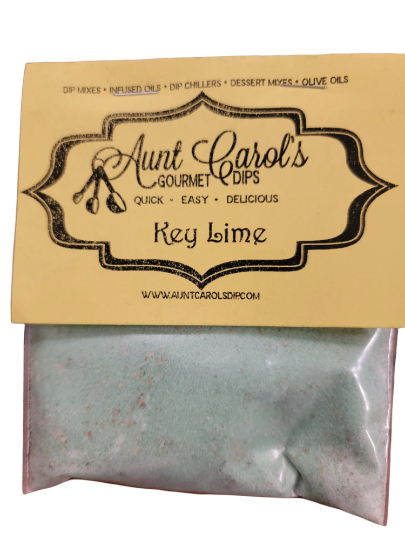 DIP MIXES • INFUSED OILS • DIP CHILLERS • DESSERT MIXES • OLIVE OILS
Aunt Carol's
GOURMET DIPS
QUICK - EASY • DELICIOUS
Key Lime
WWW.AUNTCAROLSDIP.COM